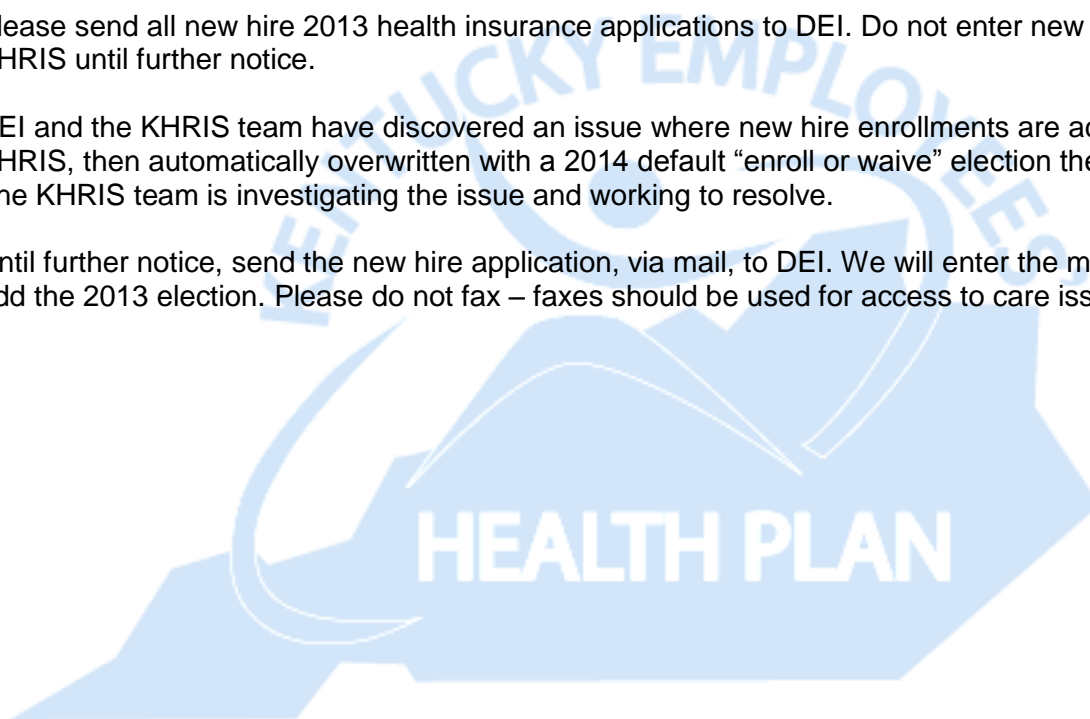 lease send all new hire 2013 health insurance applications to DEI. Do not enter new
HRIS until further notice.
EI and the KHRIS team have discovered an issue where new hire enrollments are
HRIS, then automatically overwritten with a 2014 default “enroll or waive” election
he KHRIS team is investigating the issue and working to resolve.
ntil further notice, send the new hire application, via mail, to DEI. We will enter the
dd the 2013 election. Please do not fax – faxes should be used for access to care
KENTUCKY EMPLOYEES'
HEALTH PLAN